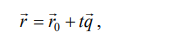 r⃗ = r⃗₀ + tq⃗ ,